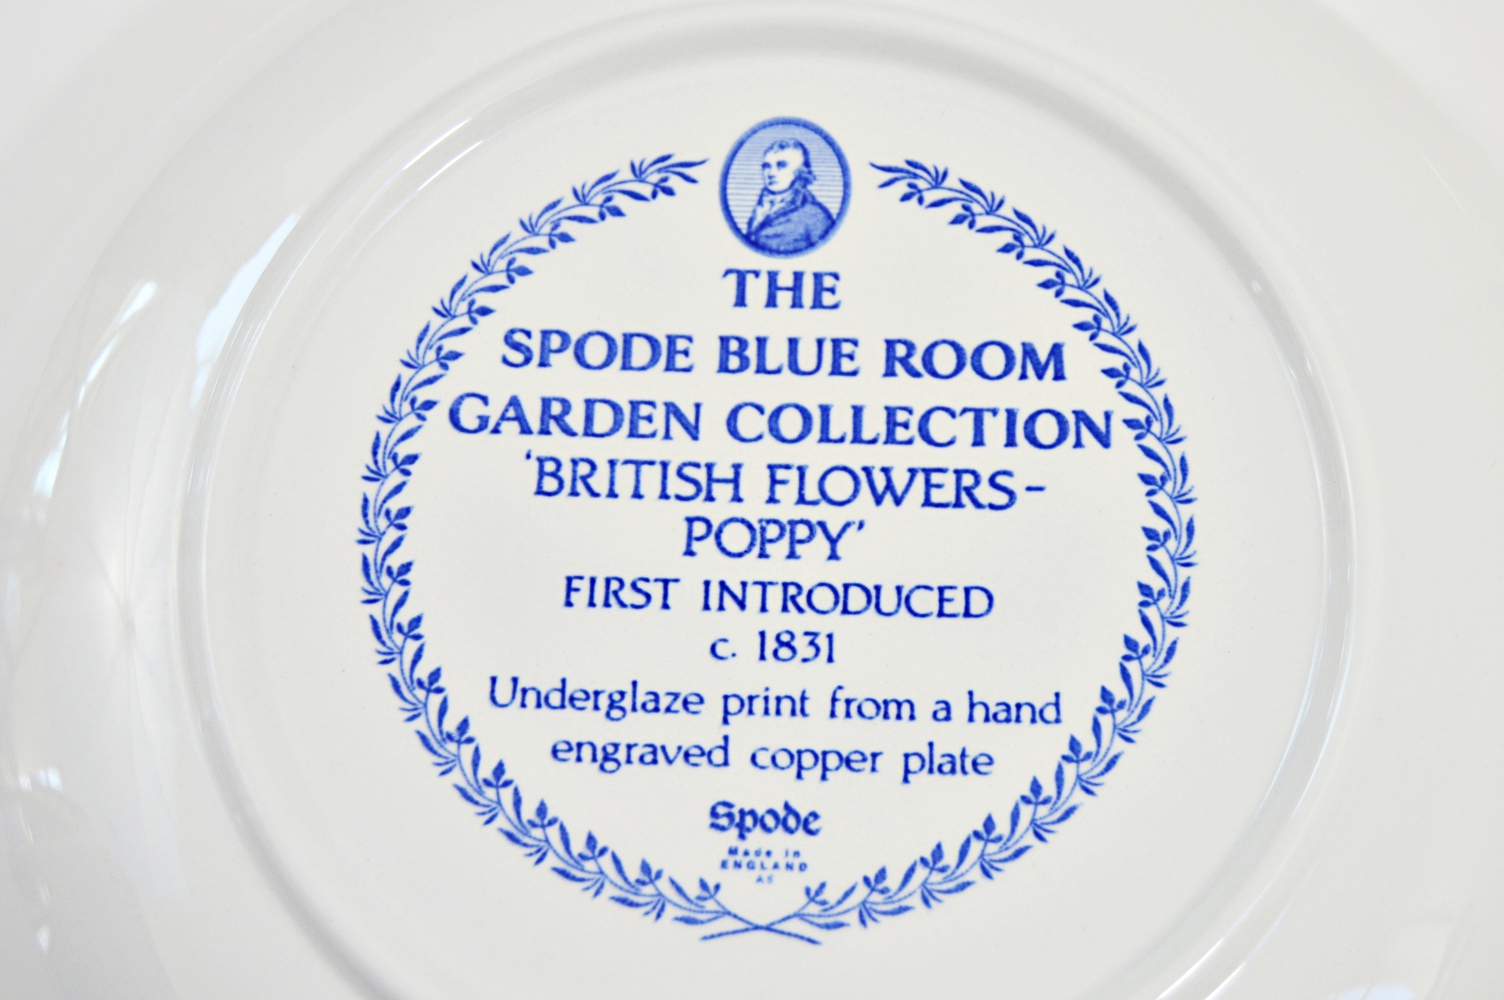 THE
SPODE BLUE ROOM
GARDEN COLLECTION
‘BRITISH FLOWERS-
POPPY’
FIRST INTRODUCED
c. 1831
Underglaze print from a hand
engraved copper plate
Spode
Made in
ENGLAND